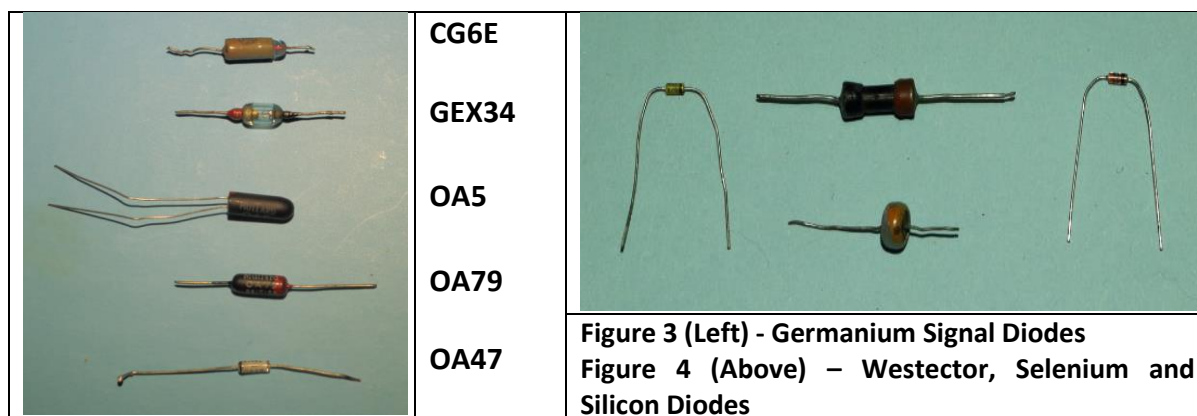 CG6E
GEX34
OA5
OA79
OA47
Figure 3 (Left) - Germanium Signal Diodes
Figure 4 (Above) – Westector, Selenium and
Silicon Diodes